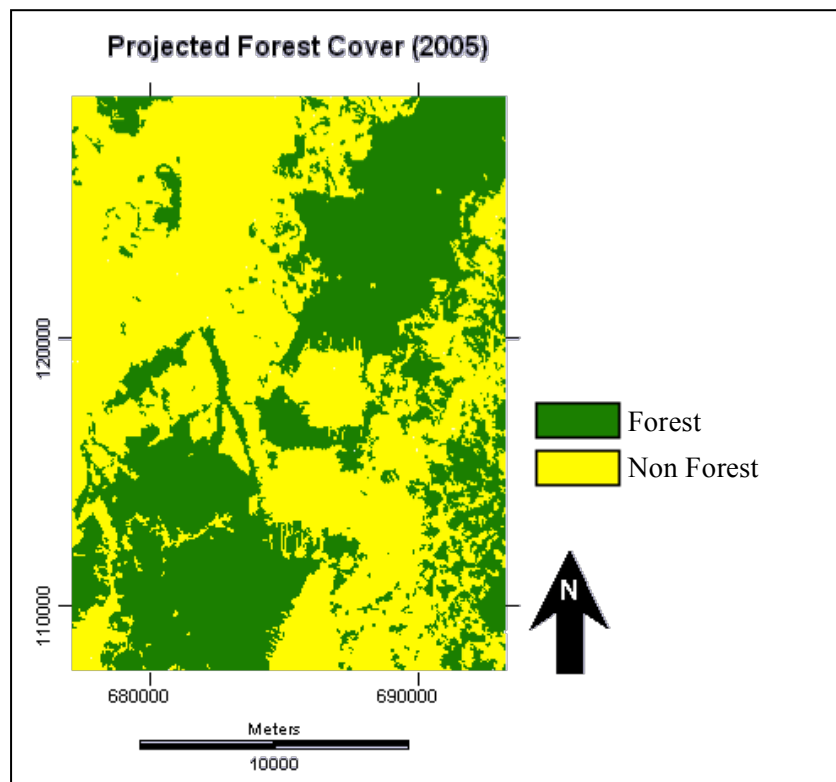 Projected Forest Cover (2005)
120000
110000
680000 690000
Meters
10000
Forest
Non Forest
N